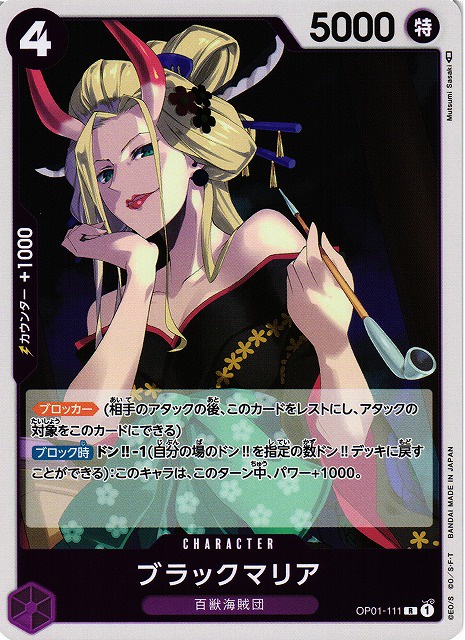 4
5000
特
Mutsumi Sasaki
カウンター +1000
ブロッカー (相手のアタックの後、このカードをレストにし、アタックの
対象をこのカードにできる)
ブロック時 ドン!!-1(自分の場のドン!!を指定の数ドン!!デッキに戻す
ことができる):このキャラは、このターン中、パワー+1000。
CHARACTER
ブラックマリア
百獣海賊団
OP01-111 R 1
©E/S ©O/S・F・T BANDAI MADE IN JAPAN